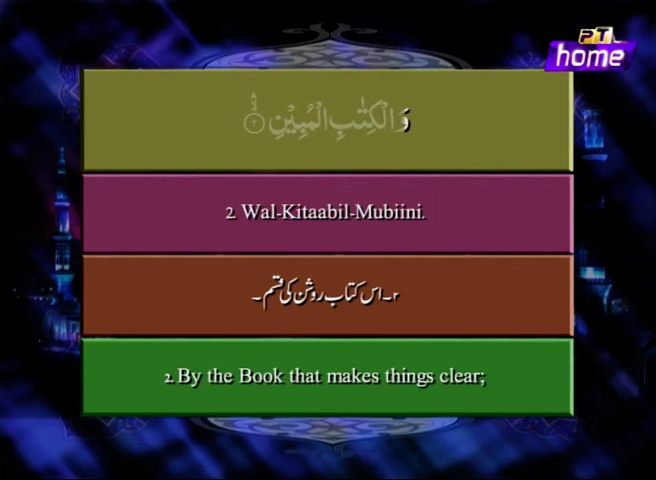 PTV
home
وَالْكِتٰبِ الْمُبِيْنِ ۙ﴿۲﴾
2. Wal-Kitaabil-Mubiini.
۲۔اس کتاب روشن کی قسم ۔
2. By the Book that makes things clear;